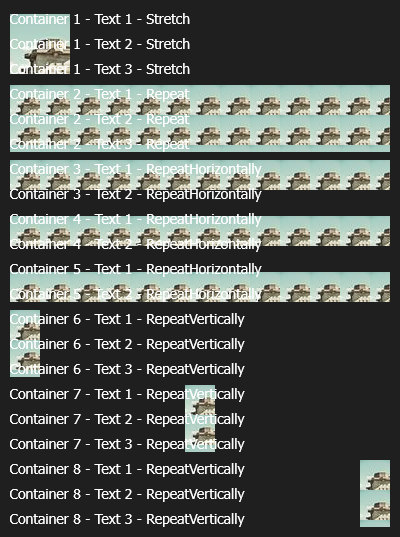 Container 1 - Text 1 - Stretch
Container 1 - Text 2 - Stretch
Container 1 - Text 3 - Stretch
Container 2 - Text 1 - Repeat
Container 2 - Text 2 - Repeat
Container 2 - Text 3 - Repeat
Container 3 - Text 1 - RepeatHorizontally
Container 3 - Text 2 - RepeatHorizontally
Container 4 - Text 1 - RepeatHorizontally
Container 4 - Text 2 - RepeatHorizontally
Container 5 - Text 1 - RepeatHorizontally
Container 5 - Text 2 - RepeatHorizontally
Container 6 - Text 1 - RepeatVertically
Container 6 - Text 2 - RepeatVertically
Container 6 - Text 3 - RepeatVertically
Container 7 - Text 1 - RepeatVertically
Container 7 - Text 2 - RepeatVertically
Container 7 - Text 3 - RepeatVertically
Container 8 - Text 1 - RepeatVertically
Container 8 - Text 2 - RepeatVertically
Container 8 - Text 3 - RepeatVertically